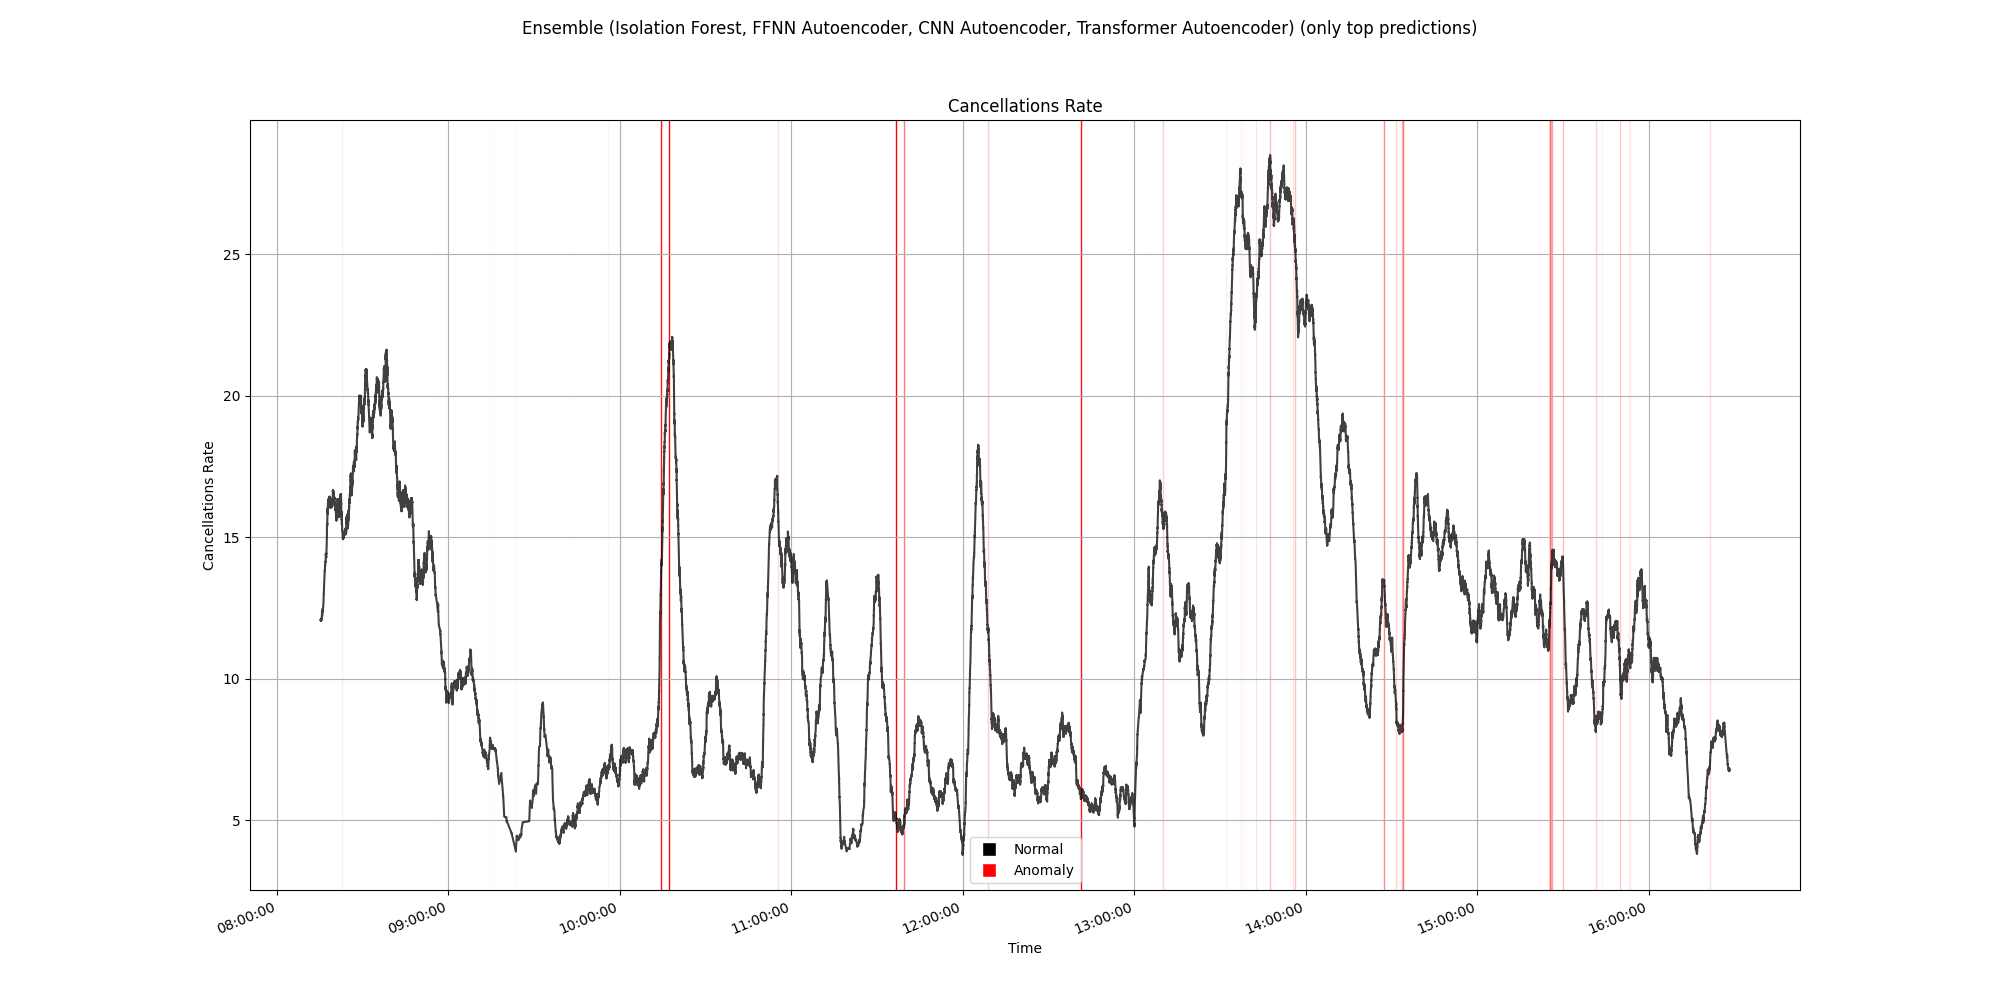 Ensemble (Isolation Forest, FFNN Autoencoder, CNN Autoencoder, Transformer Autoencoder) (only top predictions)
Cancellations Rate
Cancellations Rate
25
20
15
10
5
Normal
Anomaly
08:00:00
09:00:00
10:00:00
11:00:00
12:00:00
13:00:00
14:00:00
15:00:00
16:00:00
Time